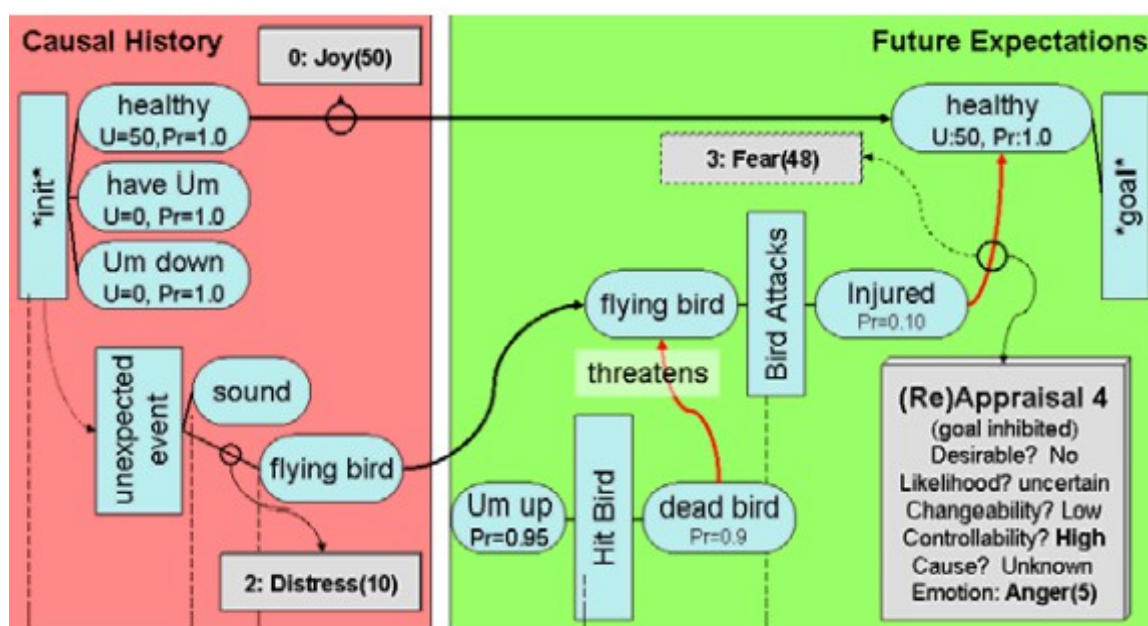 Causal History
0: Joy(50)
*init*
healthy
U=50,Pr=1.0
have Um
U=0, Pr=1.0
Um down
U=0, Pr=1.0
unexpected
event
sound
flying bird
2: Distress(10)
Future Expectations
healthy
U:50, Pr:1.0
*goal*
3: Fear(48)
flying bird
Bird Attacks
Injured
Pr=0.10
threatens
Um up
Pr=0.95
Hit Bird
dead bird
Pr=0.9
(Re)Appraisal 4
(goal inhibited)
Desirable? No
Likelihood? uncertain
Changeability? Low
Controllability? High
Cause? Unknown
Emotion: Anger(5)